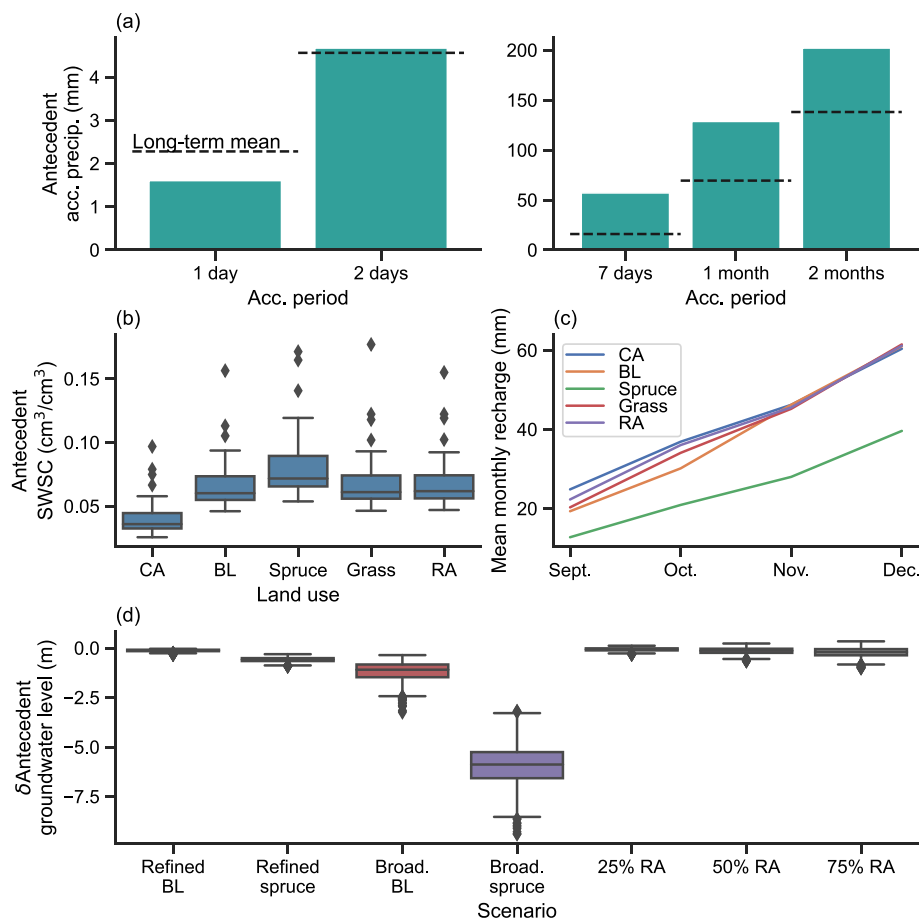 (a)
Antecedent
acc. precip. (mm)
4
3
2
1
0
Long-term mean
1 day
2 days
Acc. period
200
150
100
50
0
7 days
1 month
2 months
Acc. period
(b)
Antecedent
SWSC (cm³/cm³)
0.15
0.10
0.05
CA
BL
Spruce
Grass
RA
Land use
(c)
Mean monthly recharge (mm)
60
40
20
CA
BL
Spruce
Grass
RA
Sept.
Oct.
Nov.
Dec.
(d)
δAntecedent
groundwater level (m)
0.0
−2.5
−5.0
−7.5
Refined
BL
Refined
spruce
Broad.
BL
Broad.
spruce
25% RA
50% RA
75% RA
Scenario